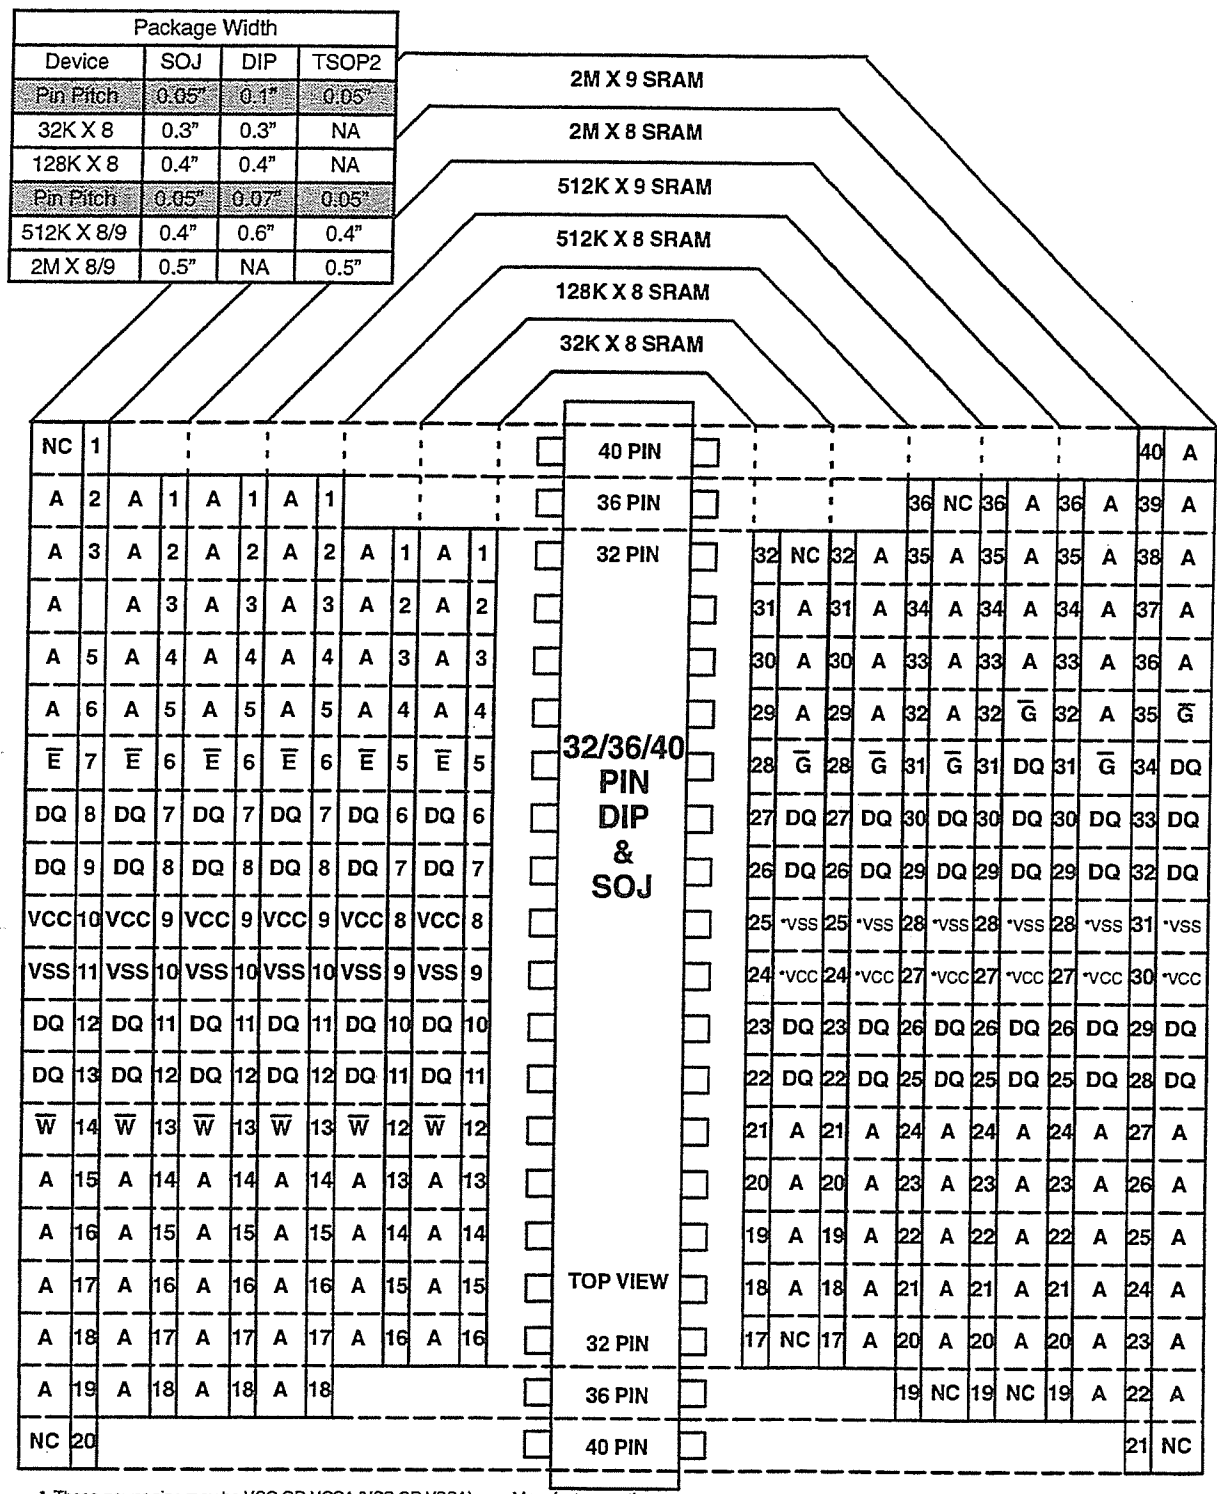 Package Width
Device SOJ DIP TSOP2
Pin Pitch 0.05" 0.1" 0.05"
32K X 8 0.3" 0.3" NA
128K X 8 0.4" 0.4" NA
Pin Pitch 0.05" 0.07" 0.05"
512K X 8/9 0.4" 0.6" 0.4"
2M X 8/9 0.5" NA 0.5"
2M X 9 SRAM
2M X 8 SRAM
512K X 9 SRAM
512K X 8 SRAM
128K X 8 SRAM
32K X 8 SRAM
NC 1 40 PIN 40 A
A 2 A 1 A 1 A 1 36 PIN 36 NC 36 A 36 A 39 A
A 3 A 2 A 2 A 2 A 1 A 1 32 PIN 32 NC 32 A 35 A 35 A 35 A 38 A
A A 3 A 3 A 3 A 2 A 2 31 A 31 A 34 A 34 A 34 A 37 A
A 5 A 4 A 4 A 4 A 3 A 3 30 A 30 A 33 A 33 A 33 A 36 A
A 6 A 5 A 5 A 5 A 4 A 4 29 A 29 A 32 A 32 G̅ 32 A 35 G̅
E̅ 7 E̅ 6 E̅ 6 E̅ 6 E̅ 5 E̅ 5 28 G̅ 28 G̅ 31 G̅ 31 DQ 31 G̅ 34 DQ
DQ 8 DQ 7 DQ 7 DQ 7 DQ 6 DQ 6 27 DQ 27 DQ 30 DQ 30 DQ 30 DQ 33 DQ
DQ 9 DQ 8 DQ 8 DQ 8 DQ 7 DQ 7 26 DQ 26 DQ 29 DQ 29 DQ 29 DQ 32 DQ
32/36/40
PIN
DIP
&
SOJ
VCC 10 VCC 9 VCC 9 VCC 9 VCC 8 VCC 8 25 *VSS 25 *VSS 28 *VSS 28 *VSS 28 *VSS 31 *VSS
VSS 11 VSS 10 VSS 10 VSS 10 VSS 9 VSS 9 24 *VCC 24 *VCC 27 *VCC 27 *VCC 27 *VCC 30 *VCC
DQ 12 DQ 11 DQ 11 DQ 11 DQ 10 DQ 10 23 DQ 23 DQ 26 DQ 26 DQ 26 DQ 29 DQ
DQ 13 DQ 12 DQ 12 DQ 12 DQ 11 DQ 11 22 DQ 22 DQ 25 DQ 25 DQ 25 DQ 28 DQ
W̅ 14 W̅ 13 W̅ 13 W̅ 13 W̅ 12 W̅ 12 21 A 21 A 24 A 24 A 24 A 27 A
A 15 A 14 A 14 A 14 A 13 A 13 20 A 20 A 23 A 23 A 23 A 26 A
A 16 A 15 A 15 A 15 A 14 A 14 19 A 19 A 22 A 22 A 22 A 25 A
A 17 A 16 A 16 A 16 A 15 A 15 TOP VIEW 18 A 18 A 21 A 21 A 21 A 24 A
A 18 A 17 A 17 A 17 A 16 A 16 32 PIN 17 NC 17 A 20 A 20 A 20 A 23 A
A 19 A 18 A 18 A 18 36 PIN 19 NC 19 NC 19 A 22 A
NC 20 40 PIN 21 NC